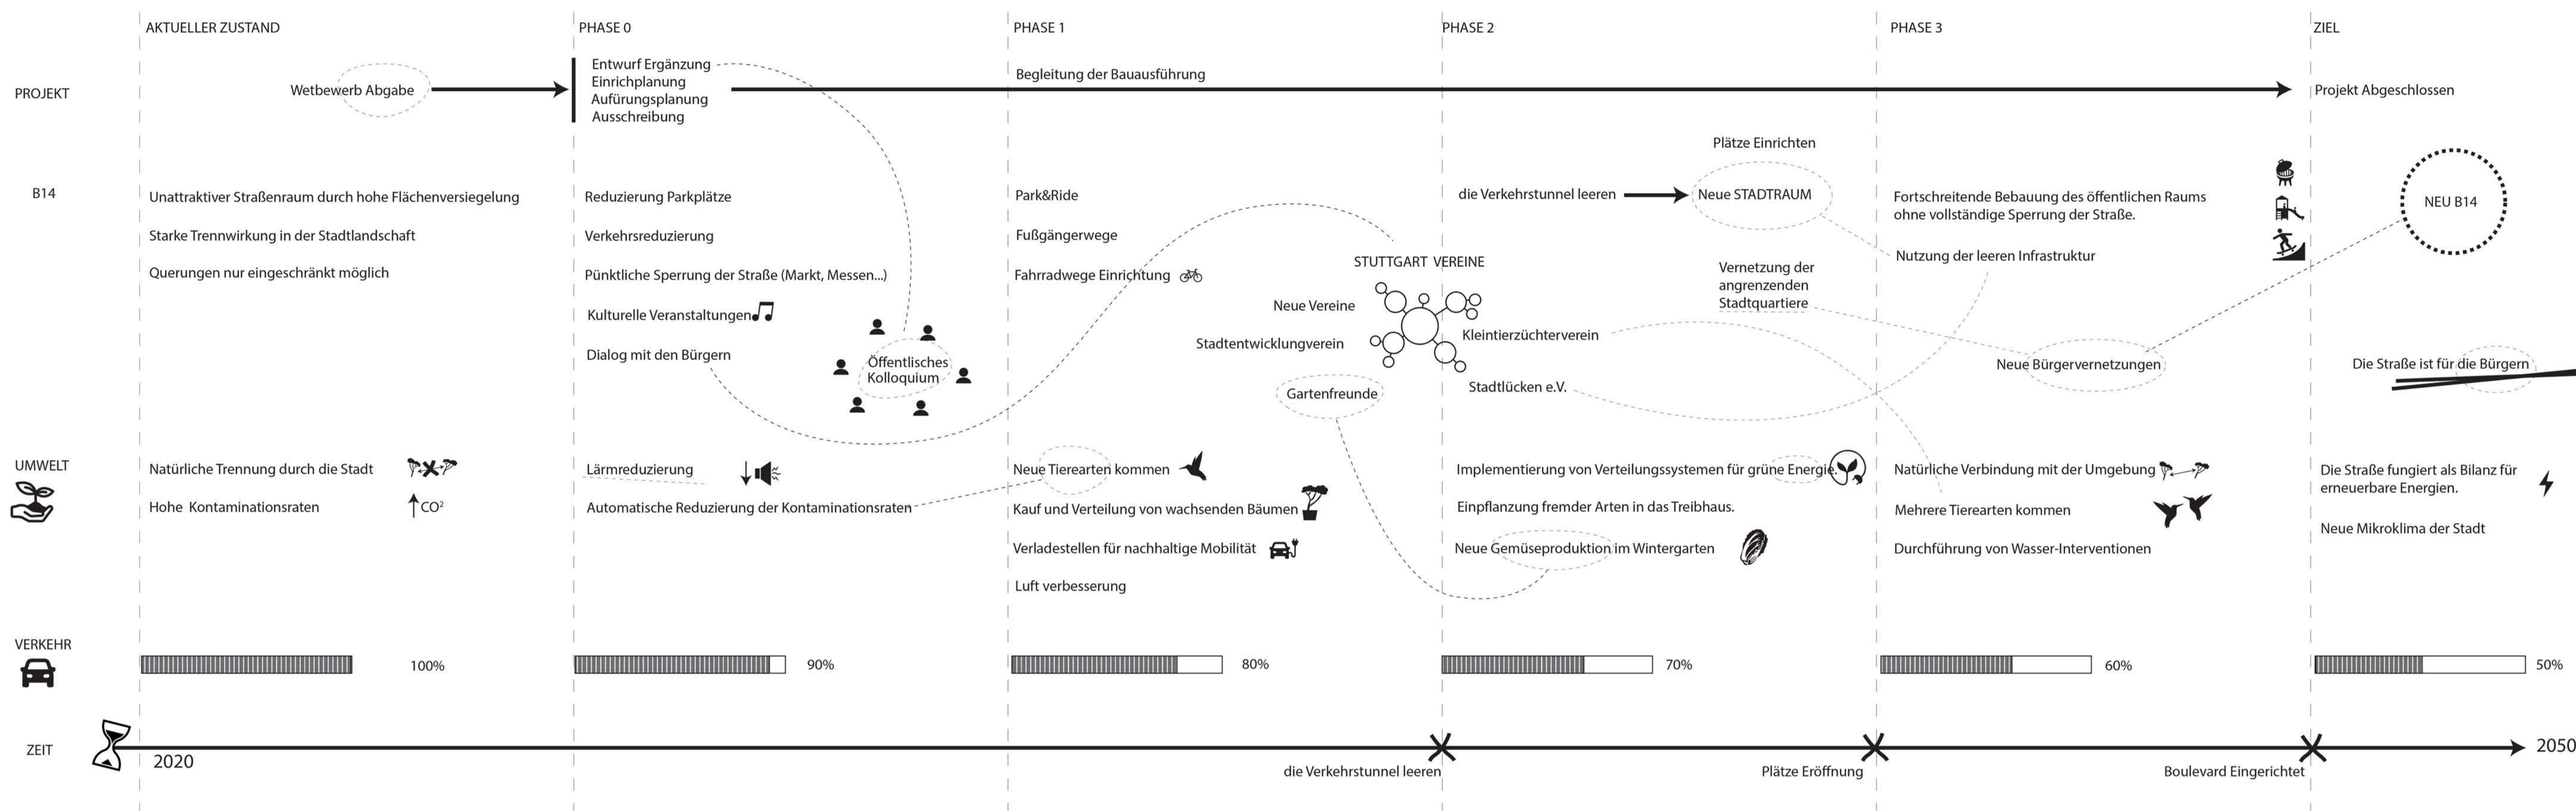 AKTUELLER ZUSTAND
PHASE 0
PHASE 1
PHASE 2
PHASE 3
ZIEL
PROJEKT
Wetbewerb Abgabe
Entwurf Ergänzung
Einrichplanung
Aufürungsplanung
Ausschreibung
Begleitung der Bauausführung
Projekt Abgeschlossen
B14
Unattraktiver Straßenraum durch hohe Flächenversiegelung
Starke Trennwirkung in der Stadtlandschaft
Querungen nur eingeschränkt möglich
Reduzierung Parkplätze
Verkehrsreduzierung
Pünktliche Sperrung der Straße (Markt, Messen...)
Kulturelle Veranstaltungen
Dialog mit den Bürgern
Öffentlisches
Kolloquium
Park&Ride
Fußgängerwege
Fahrradwege Einrichtung
STUTTGART VEREINE
Neue Vereine
Stadtentwicklungverein
Gartenfreunde
Kleintierzüchterverein
Stadtlücken e.V.
Plätze Einrichten
die Verkehrstunnel leeren
Neue STADTRAUM
Vernetzung der
angrenzenden
Stadtquartiere
Fortschreitende Bebauung des öffentlichen Raums
ohne vollständige Sperrung der Straße.
Nutzung der leeren Infrastruktur
Neue Bürgervernetzungen
NEU B14
Die Straße ist für die Bürgern
UMWELT
Natürliche Trennung durch die Stadt
Hohe Kontaminationsraten
CO²
Lärmreduzierung
Automatische Reduzierung der Kontaminationsraten
Neue Tierearten kommen
Kauf und Verteilung von wachsenden Bäumen
Verladestellen für nachhaltige Mobilität
Luft verbesserung
Implementierung von Verteilungssystemen für grüne Energie.
Einpflanzung fremder Arten in das Treibhaus.
Neue Gemüseproduktion im Wintergarten
Natürliche Verbindung mit der Umgebung
Mehrere Tierearten kommen
Durchführung von Wasser-Interventionen
Die Straße fungiert als Bilanz für
erneuerbare Energien.
Neue Mikroklima der Stadt
VERKEHR
100%
90%
80%
70%
60%
50%
ZEIT
2020
2050
die Verkehrstunnel leeren
Plätze Eröffnung
Boulevard Eingerichtet